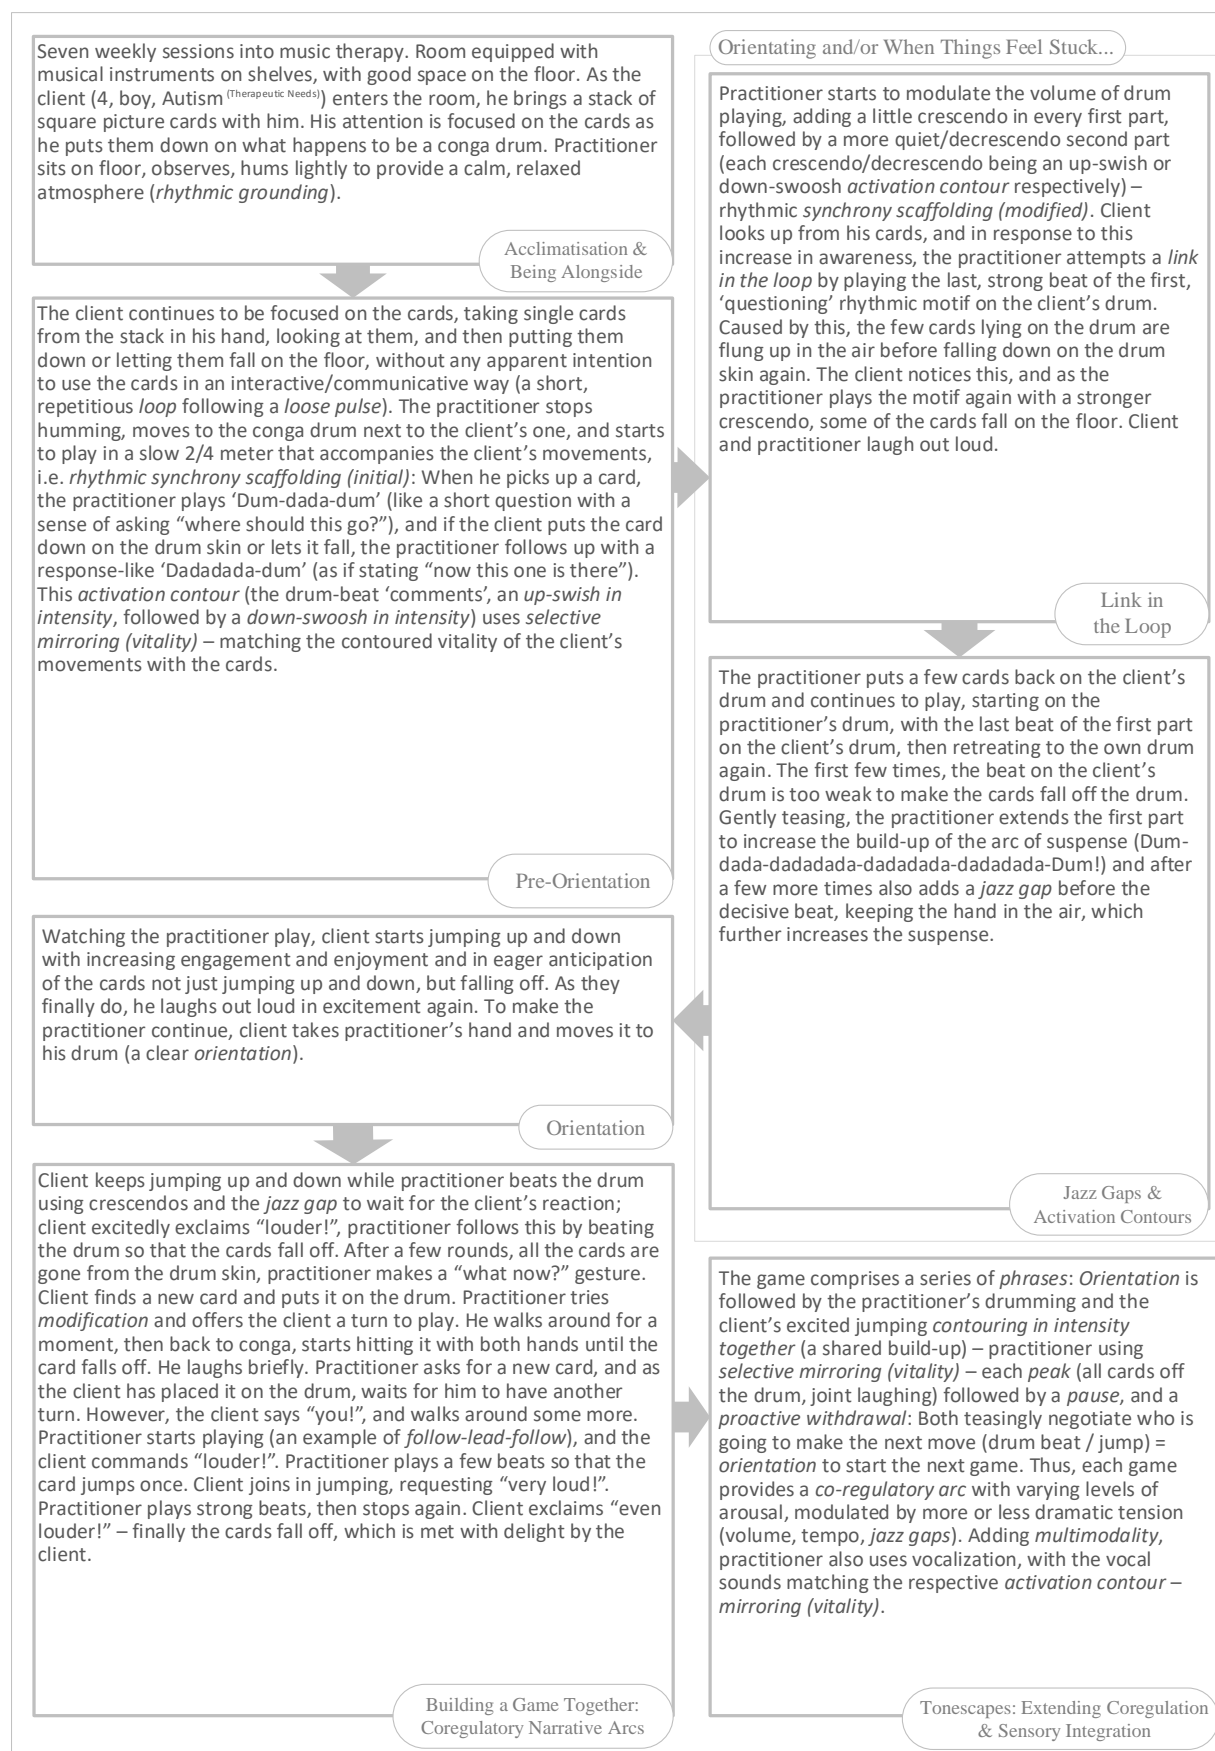 Seven weekly sessions into music therapy. Room equipped with
musical instruments on shelves, with good space on the floor. As the
client (4, boy, Autism (Therapeutic Needs)) enters the room, he brings a stack of
square picture cards with him. His attention is focused on the cards as
he puts them down on what happens to be a conga drum. Practitioner
sits on floor, observes, hums lightly to provide a calm, relaxed
atmosphere (rhythmic grounding).
Acclimatisation &
Being Alongside
The client continues to be focused on the cards, taking single cards
from the stack in his hand, looking at them, and then putting them
down or letting them fall on the floor, without any apparent intention
to use the cards in an interactive/communicative way (a short,
repetitious loop following a loose pulse). The practitioner stops
humming, moves to the conga drum next to the client's one, and starts
to play in a slow 2/4 meter that accompanies the client's movements,
i.e. rhythmic synchrony scaffolding (initial): When he picks up a card,
the practitioner plays 'Dum-dada-dum' (like a short question with a
sense of asking "where should this go?"), and if the client puts the card
down on the drum skin or lets it fall, the practitioner follows up with a
response-like 'Dadadada-dum' (as if stating "now this one is there").
This activation contour (the drum-beat 'comments', an up-swish in
intensity, followed by a down-swoosh in intensity) uses selective
mirroring (vitality) – matching the contoured vitality of the client's
movements with the cards.
Pre-Orientation
Orientating and/or When Things Feel Stuck...
Practitioner starts to modulate the volume of drum
playing, adding a little crescendo in every first part,
followed by a more quiet/decrescendo second part
(each crescendo/decrescendo being an up-swish or
down-swoosh activation contour respectively) –
rhythmic synchrony scaffolding (modified). Client
looks up from his cards, and in response to this
increase in awareness, the practitioner attempts a link
in the loop by playing the last, strong beat of the first,
'questioning' rhythmic motif on the client's drum.
Caused by this, the few cards lying on the drum are
flung up in the air before falling down on the drum
skin again. The client notices this, and as the
practitioner plays the motif again with a stronger
crescendo, some of the cards fall on the floor. Client
and practitioner laugh out loud.
Link in
the Loop
The practitioner puts a few cards back on the client's
drum and continues to play, starting on the
practitioner's drum, with the last beat of the first part
on the client's drum, then retreating to the own drum
again. The first few times, the beat on the client's
drum is too weak to make the cards fall off the drum.
Gently teasing, the practitioner extends the first part
to increase the build-up of the arc of suspense (Dum-
dada-dadadada-dadadada-dadadada-Dum!) and after
a few more times also adds a jazz gap before the
decisive beat, keeping the hand in the air, which
further increases the suspense.
Jazz Gaps &
Activation Contours
Watching the practitioner play, client starts jumping up and down
with increasing engagement and enjoyment and in eager anticipation
of the cards not just jumping up and down, but falling off. As they
finally do, he laughs out loud in excitement again. To make the
practitioner continue, client takes practitioner's hand and moves it to
his drum (a clear orientation).
Orientation
Client keeps jumping up and down while practitioner beats the drum
using crescendos and the jazz gap to wait for the client's reaction;
client excitedly exclaims "louder!", practitioner follows this by beating
the drum so that the cards fall off. After a few rounds, all the cards are
gone from the drum skin, practitioner makes a "what now?" gesture.
Client finds a new card and puts it on the drum. Practitioner tries
modification and offers the client a turn to play. He walks around for a
moment, then back to conga, starts hitting it with both hands until the
card falls off. He laughs briefly. Practitioner asks for a new card, and as
the client has placed it on the drum, waits for him to have another
turn. However, the client says "you!", and walks around some more.
Practitioner starts playing (an example of follow-lead-follow), and the
client commands "louder!". Practitioner plays a few beats so that the
card jumps once. Client joins in jumping, requesting "very loud!".
Practitioner plays strong beats, then stops again. Client exclaims "even
louder!" – finally the cards fall off, which is met with delight by the
client.
Building a Game Together:
Coregulatory Narrative Arcs
The game comprises a series of phrases: Orientation is
followed by the practitioner's drumming and the
client's excited jumping contouring in intensity
together (a shared build-up) – practitioner using
selective mirroring (vitality) – each peak (all cards off
the drum, joint laughing) followed by a pause, and a
proactive withdrawal: Both teasingly negotiate who is
going to make the next move (drum beat / jump) =
orientation to start the next game. Thus, each game
provides a co-regulatory arc with varying levels of
arousal, modulated by more or less dramatic tension
(volume, tempo, jazz gaps). Adding multimodality,
practitioner also uses vocalization, with the vocal
sounds matching the respective activation contour –
mirroring (vitality).
Tonescapes: Extending Coregulation
& Sensory Integration